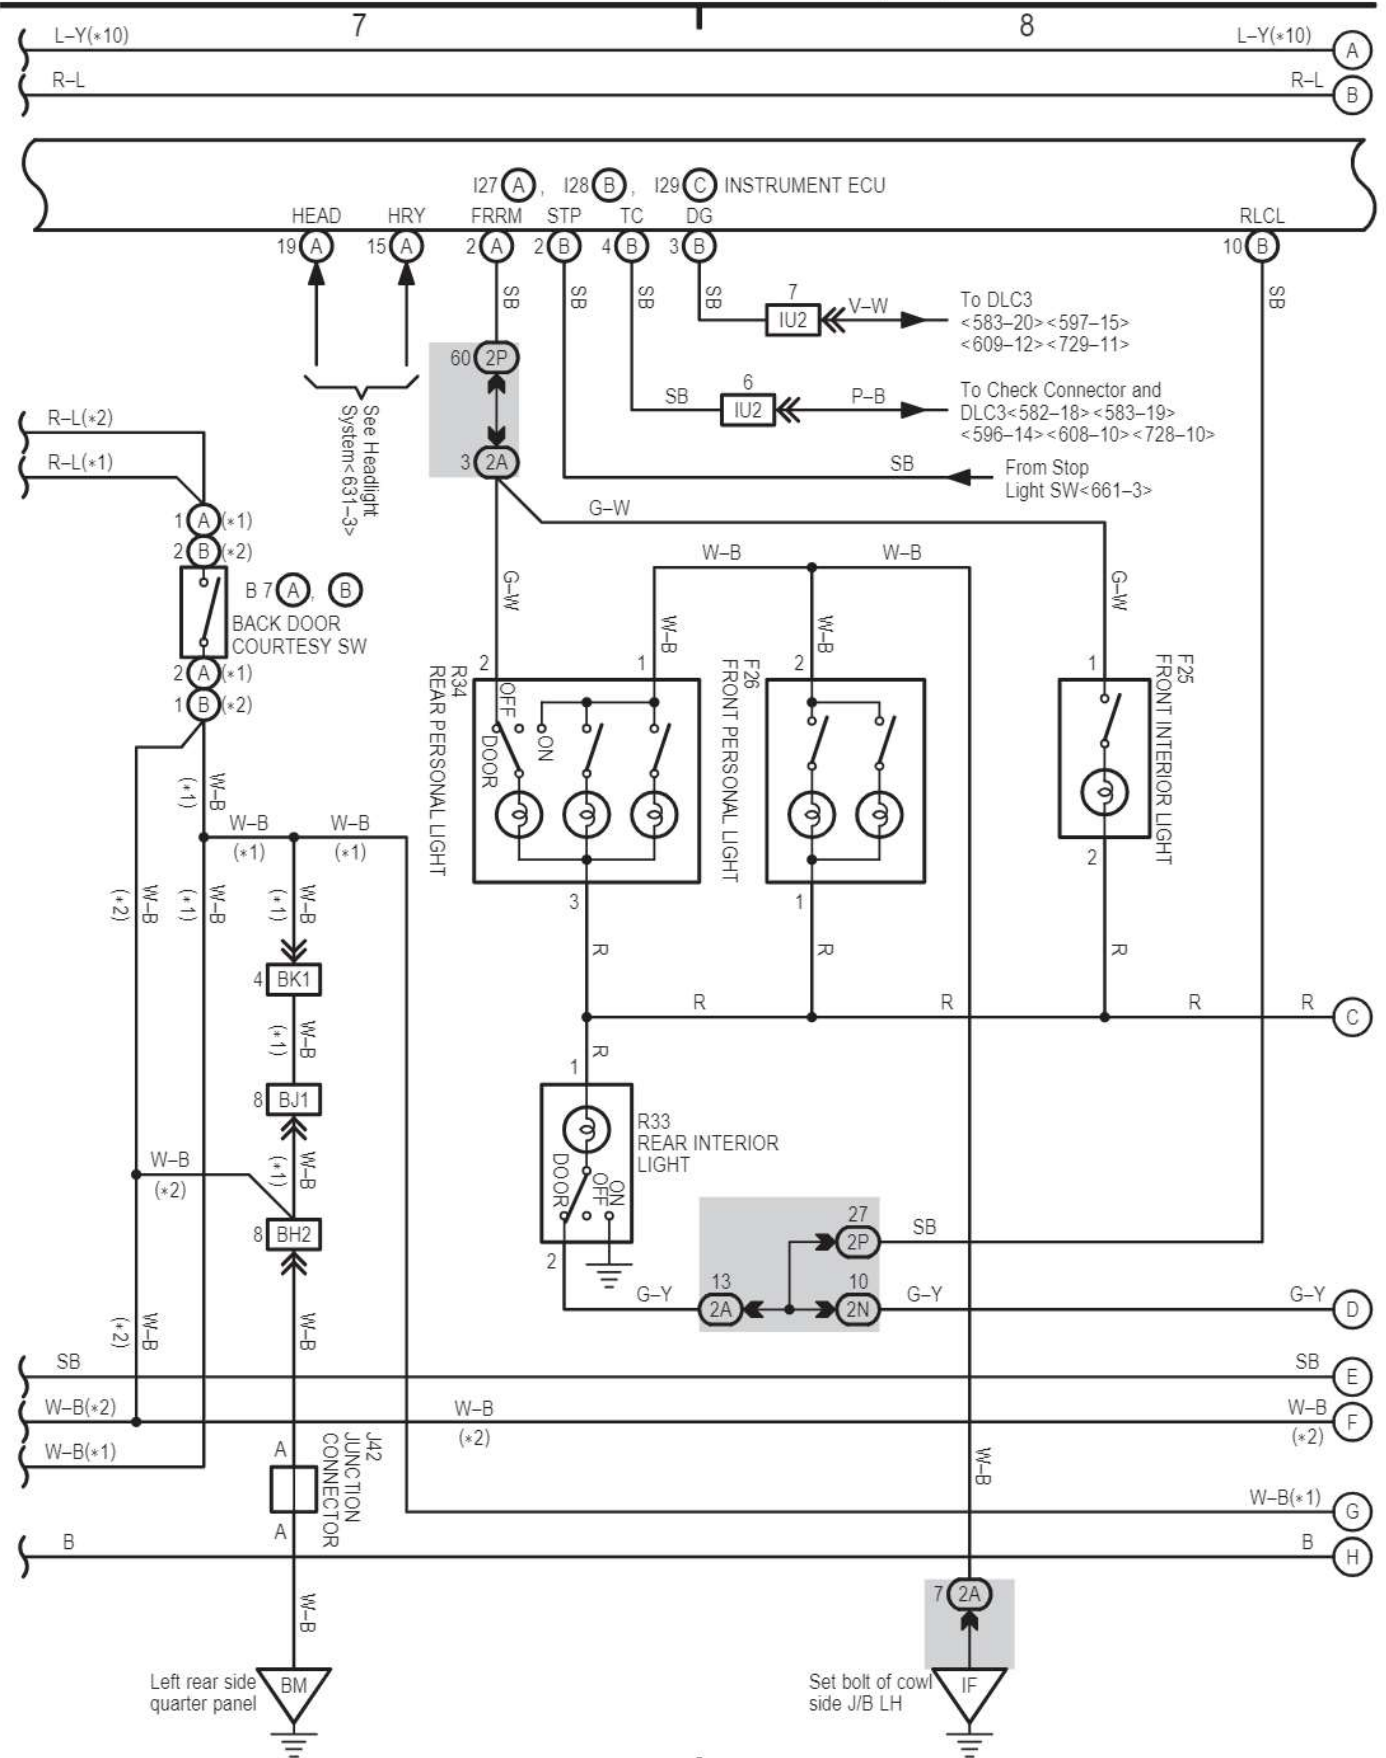 7 8
L–Y(*10) L–Y(*10) A
R–L R–L B
I27 A , I28 B , I29 C INSTRUMENT ECU
HEAD HRY FRRM STP TC DG RLCL
19 A 15 A 2 A 2 B 4 B 3 B 10 B
SB SB SB SB SB
7
IU2 V–W To DLC3
<583–20><597–15>
<609–12><729–11>
60 2P
6
SB IU2 P–B To Check Connector and
DLC3<582–18><583–19>
<596–14><608–10><728–10>
See Headlight
System<631–3>
R–L(*2)
R–L(*1)
3 2A
SB From Stop
Light SW<661–3>
G–W
1 A (*1)
2 B (*2)
B 7 A , B
BACK DOOR
COURTESY SW
2 A (*1)
1 B (*2)
W–B W–B
G–W W–B W–B G–W
2 1 2 1
R34
REAR PERSONAL LIGHT
OFF
DOOR ON
F26
FRONT PERSONAL LIGHT
F25
FRONT INTERIOR LIGHT
2
3 1
W–B
(*1)
W–B W–B
(*1) (*1)
W–B
(*2)
W–B
(*1)
W–B
(*1)
R R R
4 BK1
W–B
(*1)
R R R R C
R
1
8 BJ1
R33
REAR INTERIOR
LIGHT
DOOR OFF ON
2
W–B
(*1)
W–B
(*2)
8 BH2
27
2P SB
13 10
G–Y 2A 2N G–Y G–Y D
W–B
(*2)
W–B
SB SB E
W–B(*2) W–B W–B F
(*2) (*2)
W–B(*1)
A
J42
JUNCTION
CONNECTOR
A
W–B
W–B(*1) G
B B H
W–B
7 2A
Left rear side
quarter panel
BM
Set bolt of cowl
side J/B LH
IF